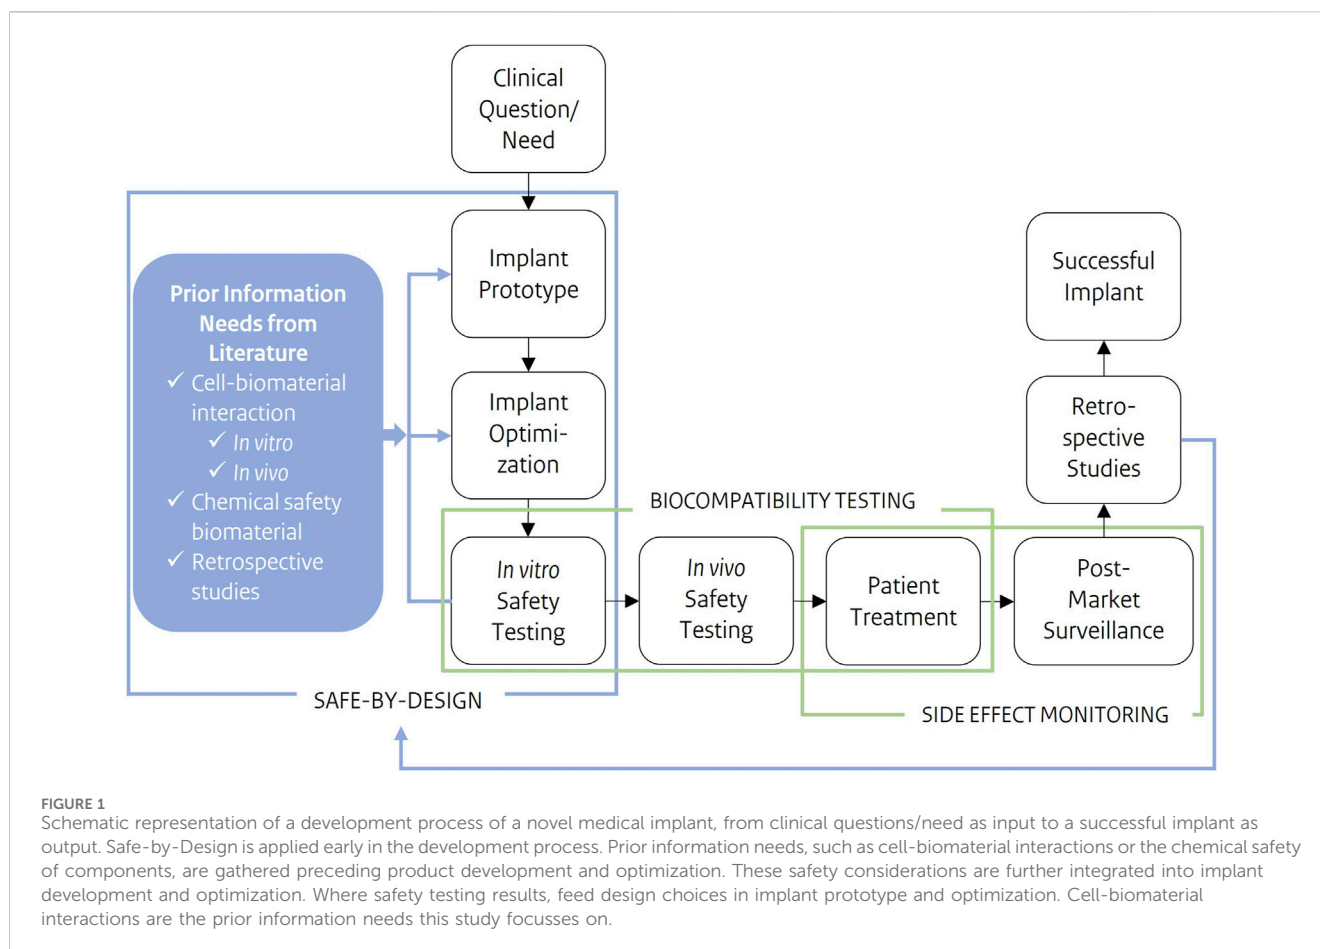 Clinical
Question/
Need
Implant
Prototype
Successful
Implant
Prior Information
Needs from
Literature
✓ Cell-biomaterial
interaction
✓ In vitro
✓ In vivo
✓ Chemical safety
biomaterial
✓ Retrospective
studies
Implant
Optimi-
zation
Retro-
spective
Studies
BIOCOMPATIBILITY TESTING
In vitro
Safety
Testing
In vivo
Safety
Testing
Patient
Treatment
Post-
Market
Surveillance
SAFE-BY-DESIGN
SIDE EFFECT MONITORING
FIGURE 1
Schematic representation of a development process of a novel medical implant, from clinical questions/need as input to a successful implant as
output. Safe-by-Design is applied early in the development process. Prior information needs, such as cell-biomaterial interactions or the chemical safety
of components, are gathered preceding product development and optimization. These safety considerations are further integrated into implant
development and optimization. Where safety testing results, feed design choices in implant prototype and optimization. Cell-biomaterial
interactions are the prior information needs this study focusses on.